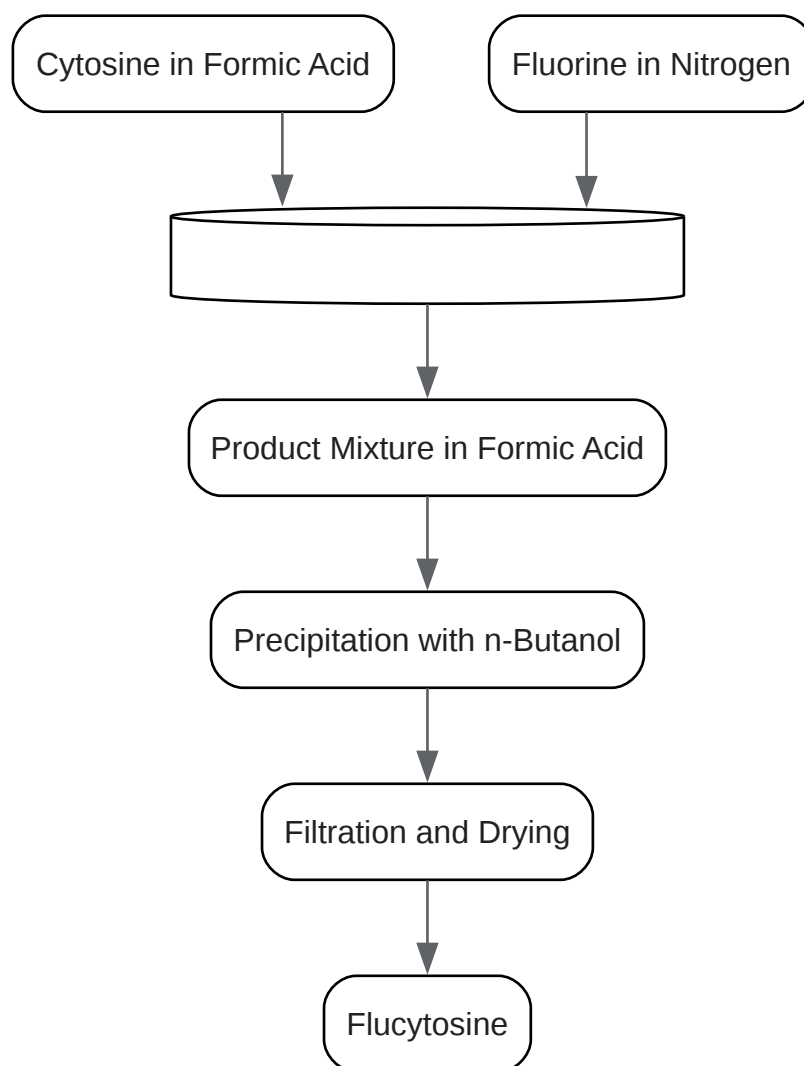 Cytosine in Formic Acid
Fluorine in Nitrogen
Product Mixture in Formic Acid
Precipitation with n-Butanol
Filtration and Drying
Flucytosine